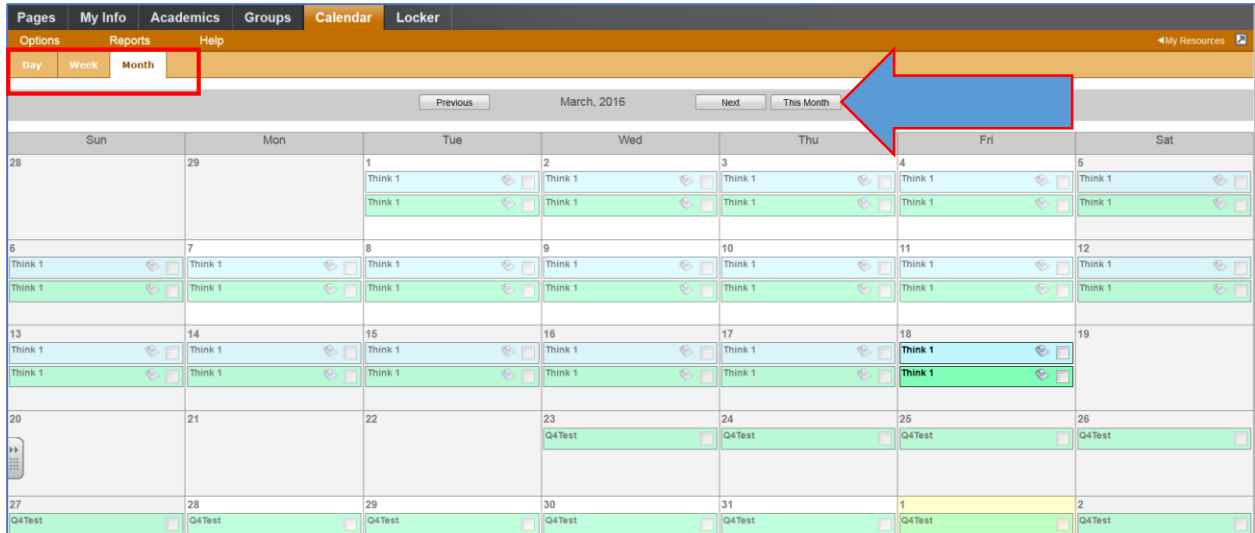 Pages My Info Academics Groups Calendar Locker
Options Reports Help ◄My Resources
Day Week Month
Previous March, 2016 Next This Month
Sun Mon Tue Wed Thu Fri Sat
28 29 1 2 3 4 5
Think 1 Think 1 Think 1 Think 1 Think 1
Think 1 Think 1 Think 1 Think 1 Think 1
6 7 8 9 10 11 12
Think 1 Think 1 Think 1 Think 1 Think 1 Think 1 Think 1
Think 1 Think 1 Think 1 Think 1 Think 1 Think 1 Think 1
13 14 15 16 17 18 19
Think 1 Think 1 Think 1 Think 1 Think 1 Think 1
Think 1 Think 1 Think 1 Think 1 Think 1 Think 1
20 21 22 23 24 25 26
Q4Test Q4Test Q4Test Q4Test
27 28 29 30 31 1 2
Q4Test Q4Test Q4Test Q4Test Q4Test Q4Test Q4Test